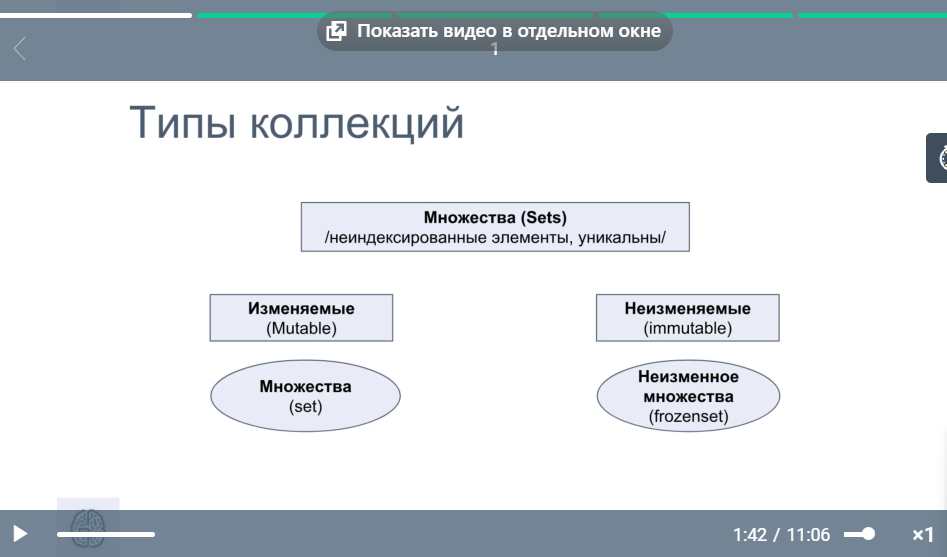 Показать видео в отдельном окне
1
Типы коллекций
Множества (Sets)
/неиндексированные элементы, уникальны/
Изменяемые
(Mutable)
Неизменяемые
(immutable)
Множества
(set)
Неизменное
множества
(frozenset)
1:42 / 11:06
×1